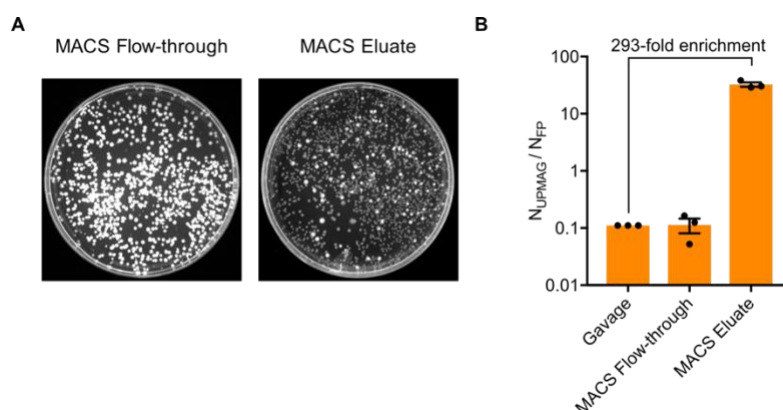 A
MACS Flow-through
MACS Eluate
B
293-fold enrichment
100
10
1
0.1
0.01
NUPMAG / NFP
Gavage
MACS Flow-through
MACS Eluate